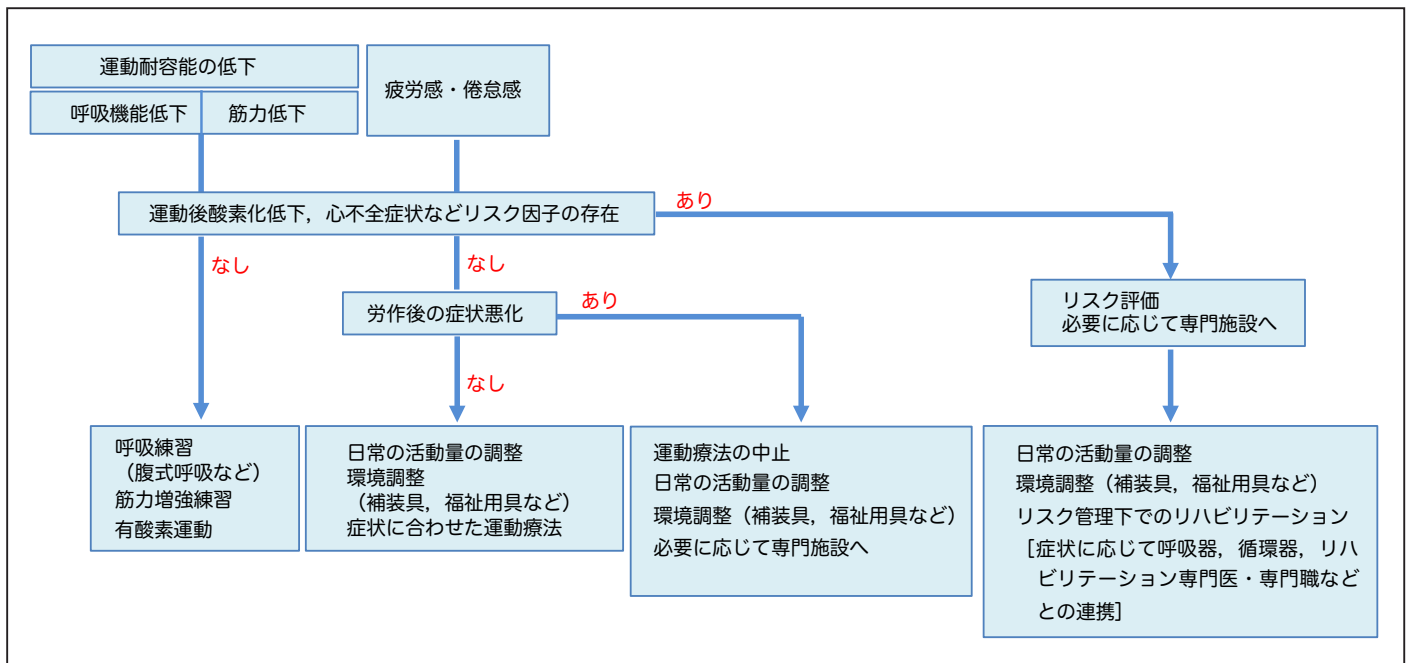 運動耐容能の低下
呼吸機能低下
筋力低下
疲労感・倦怠感
運動後酸素化低下，心不全症状などリスク因子の存在
あり
なし
なし
労作後の症状悪化
あり
リスク評価
必要に応じて専門施設へ
なし
呼吸練習
（腹式呼吸など）
筋力増強練習
有酸素運動
日常の活動量の調整
環境調整
（補装具，福祉用具など）
症状に合わせた運動療法
運動療法の中止
日常の活動量の調整
環境調整（補装具，福祉用具など）
必要に応じて専門施設へ
日常の活動量の調整
環境調整（補装具，福祉用具など）
リスク管理下でのリハビリテーション
［症状に応じて呼吸器，循環器，リハ
ビリテーション専門医・専門職など
との連携］